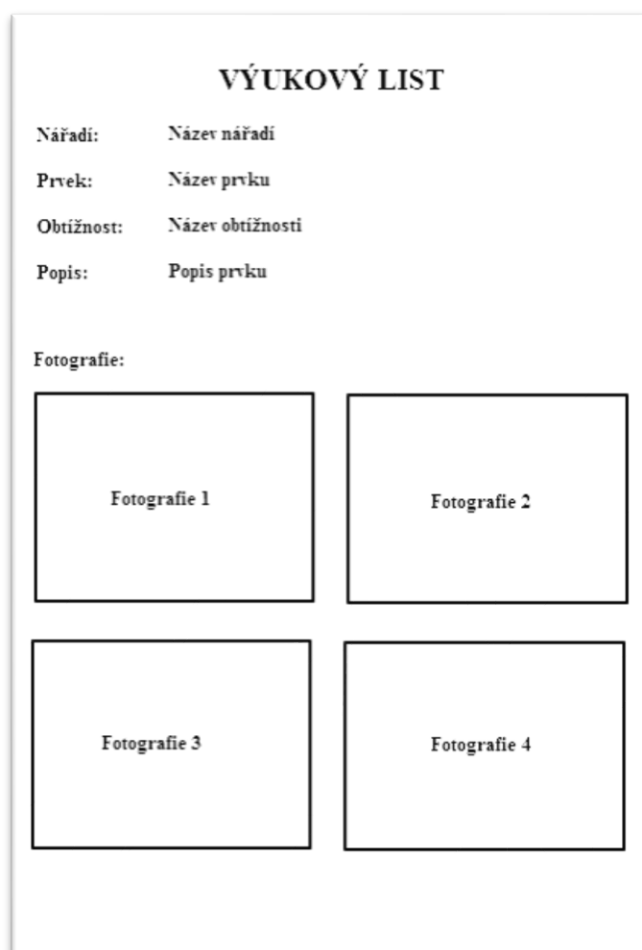 VÝUKOVÝ LIST
Nářadí: Název nářadí
Prvek: Název prvku
Obtížnost: Název obtížnosti
Popis: Popis prvku
Fotografie:
Fotografie 1 Fotografie 2
Fotografie 3 Fotografie 4